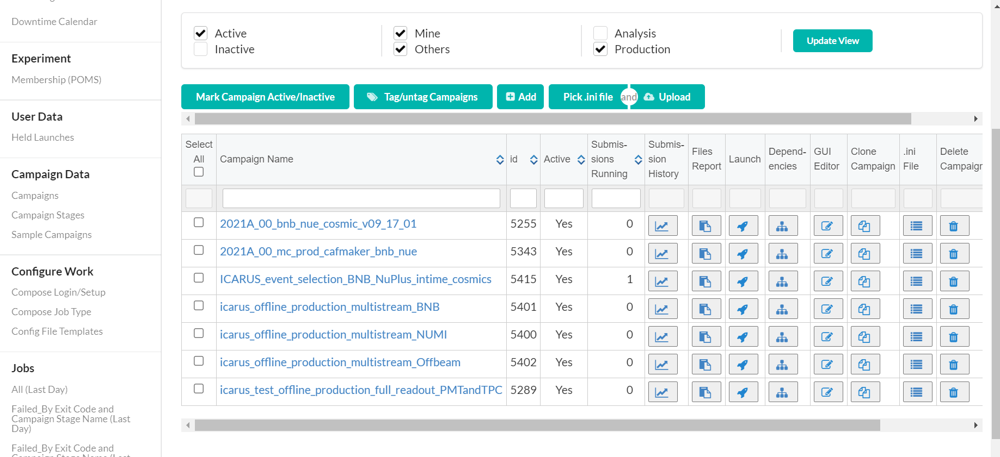 Downtime Calendar
Experiment
Membership (POMS)
User Data
Held Launches
Campaign Data
Campaigns
Campaign Stages
Sample Campaigns
Configure Work
Compose Login/Setup
Compose Job Type
Config File Templates
Jobs
All (Last Day)
Failed_By Exit Code and
Campaign Stage Name (Last
Day)
Failed_By Exit Code and
Campaign Stage Name (Last
Active
Inactive
Mine
Others
Analysis
Production
Update View
Mark Campaign Active/Inactive
Tag/untag Campaigns
Add
Pick .ini file and Upload
Select
All
Campaign Name
id
Active
Submis-
sions
Running
Submis-
sion
History
Files
Report
Launch
Depend-
encies
GUI
Editor
Clone
Campaign
.ini
File
Delete
Campaign
2021A_00_bnb_nue_cosmic_v09_17_01 5255 Yes 0
2021A_00_mc_prod_cafmaker_bnb_nue 5343 Yes 0
ICARUS_event_selection_BNB_NuPlus_intime_cosmics 5415 Yes 1
icarus_offline_production_multistream_BNB 5401 Yes 0
icarus_offline_production_multistream_NUMI 5400 Yes 0
icarus_offline_production_multistream_Offbeam 5402 Yes 0
icarus_test_offline_production_full_readout_PMTandTPC 5289 Yes 0